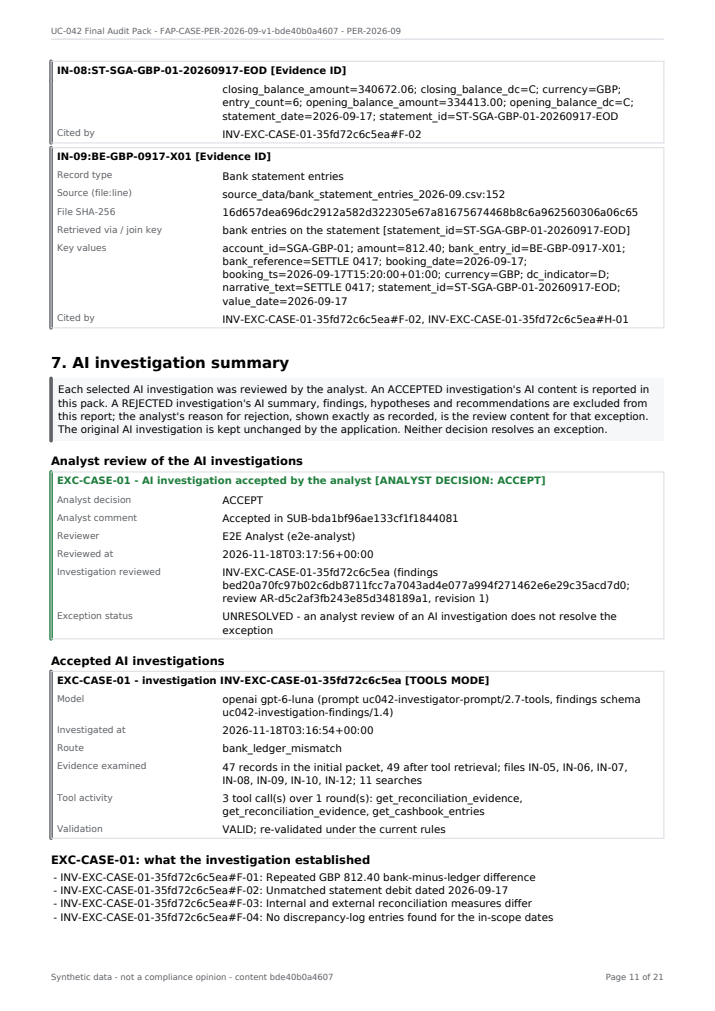 UC-042 Final Audit Pack - FAP-CASE-PER-2026-09-v1-bde40b0a4607 - PER-2026-09
IN-08:ST-SGA-GBP-01-20260917-EOD [Evidence ID]
closing_balance_amount=340672.06; closing_balance_dc=C; currency=GBP;
entry_count=6; opening_balance_amount=334413.00; opening_balance_dc=C;
statement_date=2026-09-17; statement_id=ST-SGA-GBP-01-20260917-EOD
Cited by INV-EXC-CASE-01-35fd72c6c5ea#F-02
IN-09:BE-GBP-0917-X01 [Evidence ID]
Record type Bank statement entries
Source (file:line) source_data/bank_statement_entries_2026-09.csv:152
File SHA-256 16d657dea696dc2912a582d322305e67a81675674468b8c6a962560306a06c65
Retrieved via / join key bank entries on the statement [statement_id=ST-SGA-GBP-01-20260917-EOD]
Key values account_id=SGA-GBP-01; amount=812.40; bank_entry_id=BE-GBP-0917-X01;
bank_reference=SETTLE 0417; booking_date=2026-09-17;
booking_ts=2026-09-17T15:20:00+01:00; currency=GBP; dc_indicator=D;
narrative_text=SETTLE 0417; statement_id=ST-SGA-GBP-01-20260917-EOD;
value_date=2026-09-17
Cited by INV-EXC-CASE-01-35fd72c6c5ea#F-02, INV-EXC-CASE-01-35fd72c6c5ea#H-01
7. AI investigation summary
Each selected AI investigation was reviewed by the analyst. An ACCEPTED investigation's AI content is reported in
this pack. A REJECTED investigation's AI summary, findings, hypotheses and recommendations are excluded from
this report; the analyst's reason for rejection, shown exactly as recorded, is the review content for that exception.
The original AI investigation is kept unchanged by the application. Neither decision resolves an exception.
Analyst review of the AI investigations
EXC-CASE-01 - AI investigation accepted by the analyst [ANALYST DECISION: ACCEPT]
Analyst decision ACCEPT
Analyst comment Accepted in SUB-bda1bf96ae133cf1f1844081
Reviewer E2E Analyst (e2e-analyst)
Reviewed at 2026-11-18T03:17:56+00:00
Investigation reviewed INV-EXC-CASE-01-35fd72c6c5ea (findings
bed20a70fc97b02c6db8711fcc7a7043ad4e077a994f271462e6e29c35acd7d0;
review AR-d5c2af3fb243e85d348189a1, revision 1)
Exception status UNRESOLVED - an analyst review of an AI investigation does not resolve the
exception
Accepted AI investigations
EXC-CASE-01 - investigation INV-EXC-CASE-01-35fd72c6c5ea [TOOLS MODE]
Model openai gpt-6-luna (prompt uc042-investigator-prompt/2.7-tools, findings schema
uc042-investigation-findings/1.4)
Investigated at 2026-11-18T03:16:54+00:00
Route bank_ledger_mismatch
Evidence examined 47 records in the initial packet, 49 after tool retrieval; files IN-05, IN-06, IN-07,
IN-08, IN-09, IN-10, IN-12; 11 searches
Tool activity 3 tool call(s) over 1 round(s): get_reconciliation_evidence,
get_reconciliation_evidence, get_cashbook_entries
Validation VALID; re-validated under the current rules
EXC-CASE-01: what the investigation established
- INV-EXC-CASE-01-35fd72c6c5ea#F-01: Repeated GBP 812.40 bank-minus-ledger difference
- INV-EXC-CASE-01-35fd72c6c5ea#F-02: Unmatched statement debit dated 2026-09-17
- INV-EXC-CASE-01-35fd72c6c5ea#F-03: Internal and external reconciliation measures differ
- INV-EXC-CASE-01-35fd72c6c5ea#F-04: No discrepancy-log entries found for the in-scope dates
Synthetic data - not a compliance opinion - content bde40b0a4607
Page 11 of 21